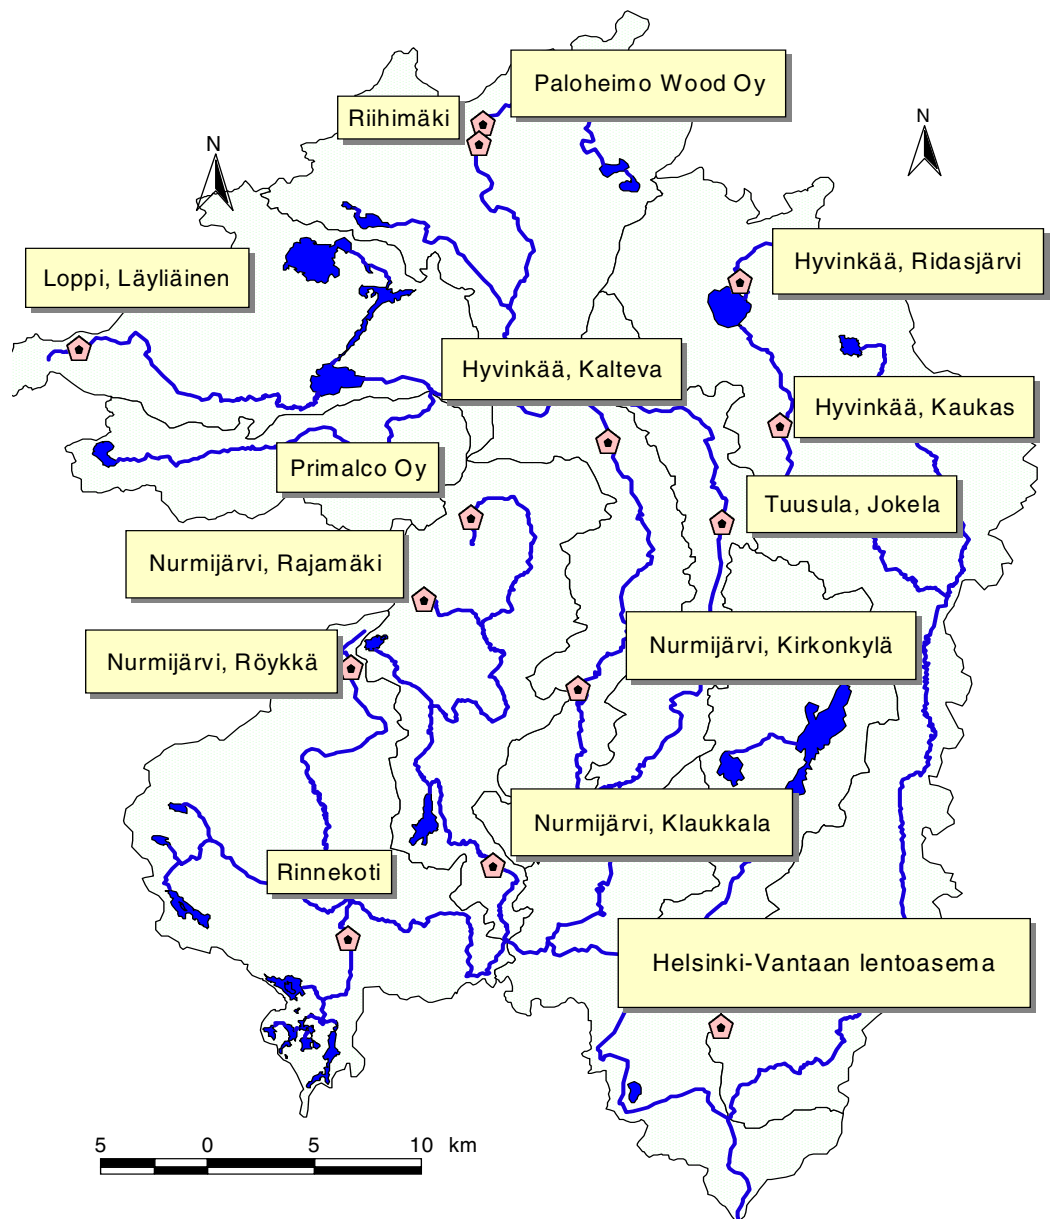 Paloheimo Wood Oy
Riihimäki
N
N
Hyvinkää, Ridasjärvi
Loppi, Läyliäinen
Hyvinkää, Kalteva
Hyvinkää, Kaukas
Primalco Oy
Tuusula, Jokela
Nurmijärvi, Rajamäki
Nurmijärvi, Kirkonkylä
Nurmijärvi, Röykkä
Nurmijärvi, Klaukkala
Rinnekoti
Helsinki-Vantaan lentoasema
5 0 5 10 km